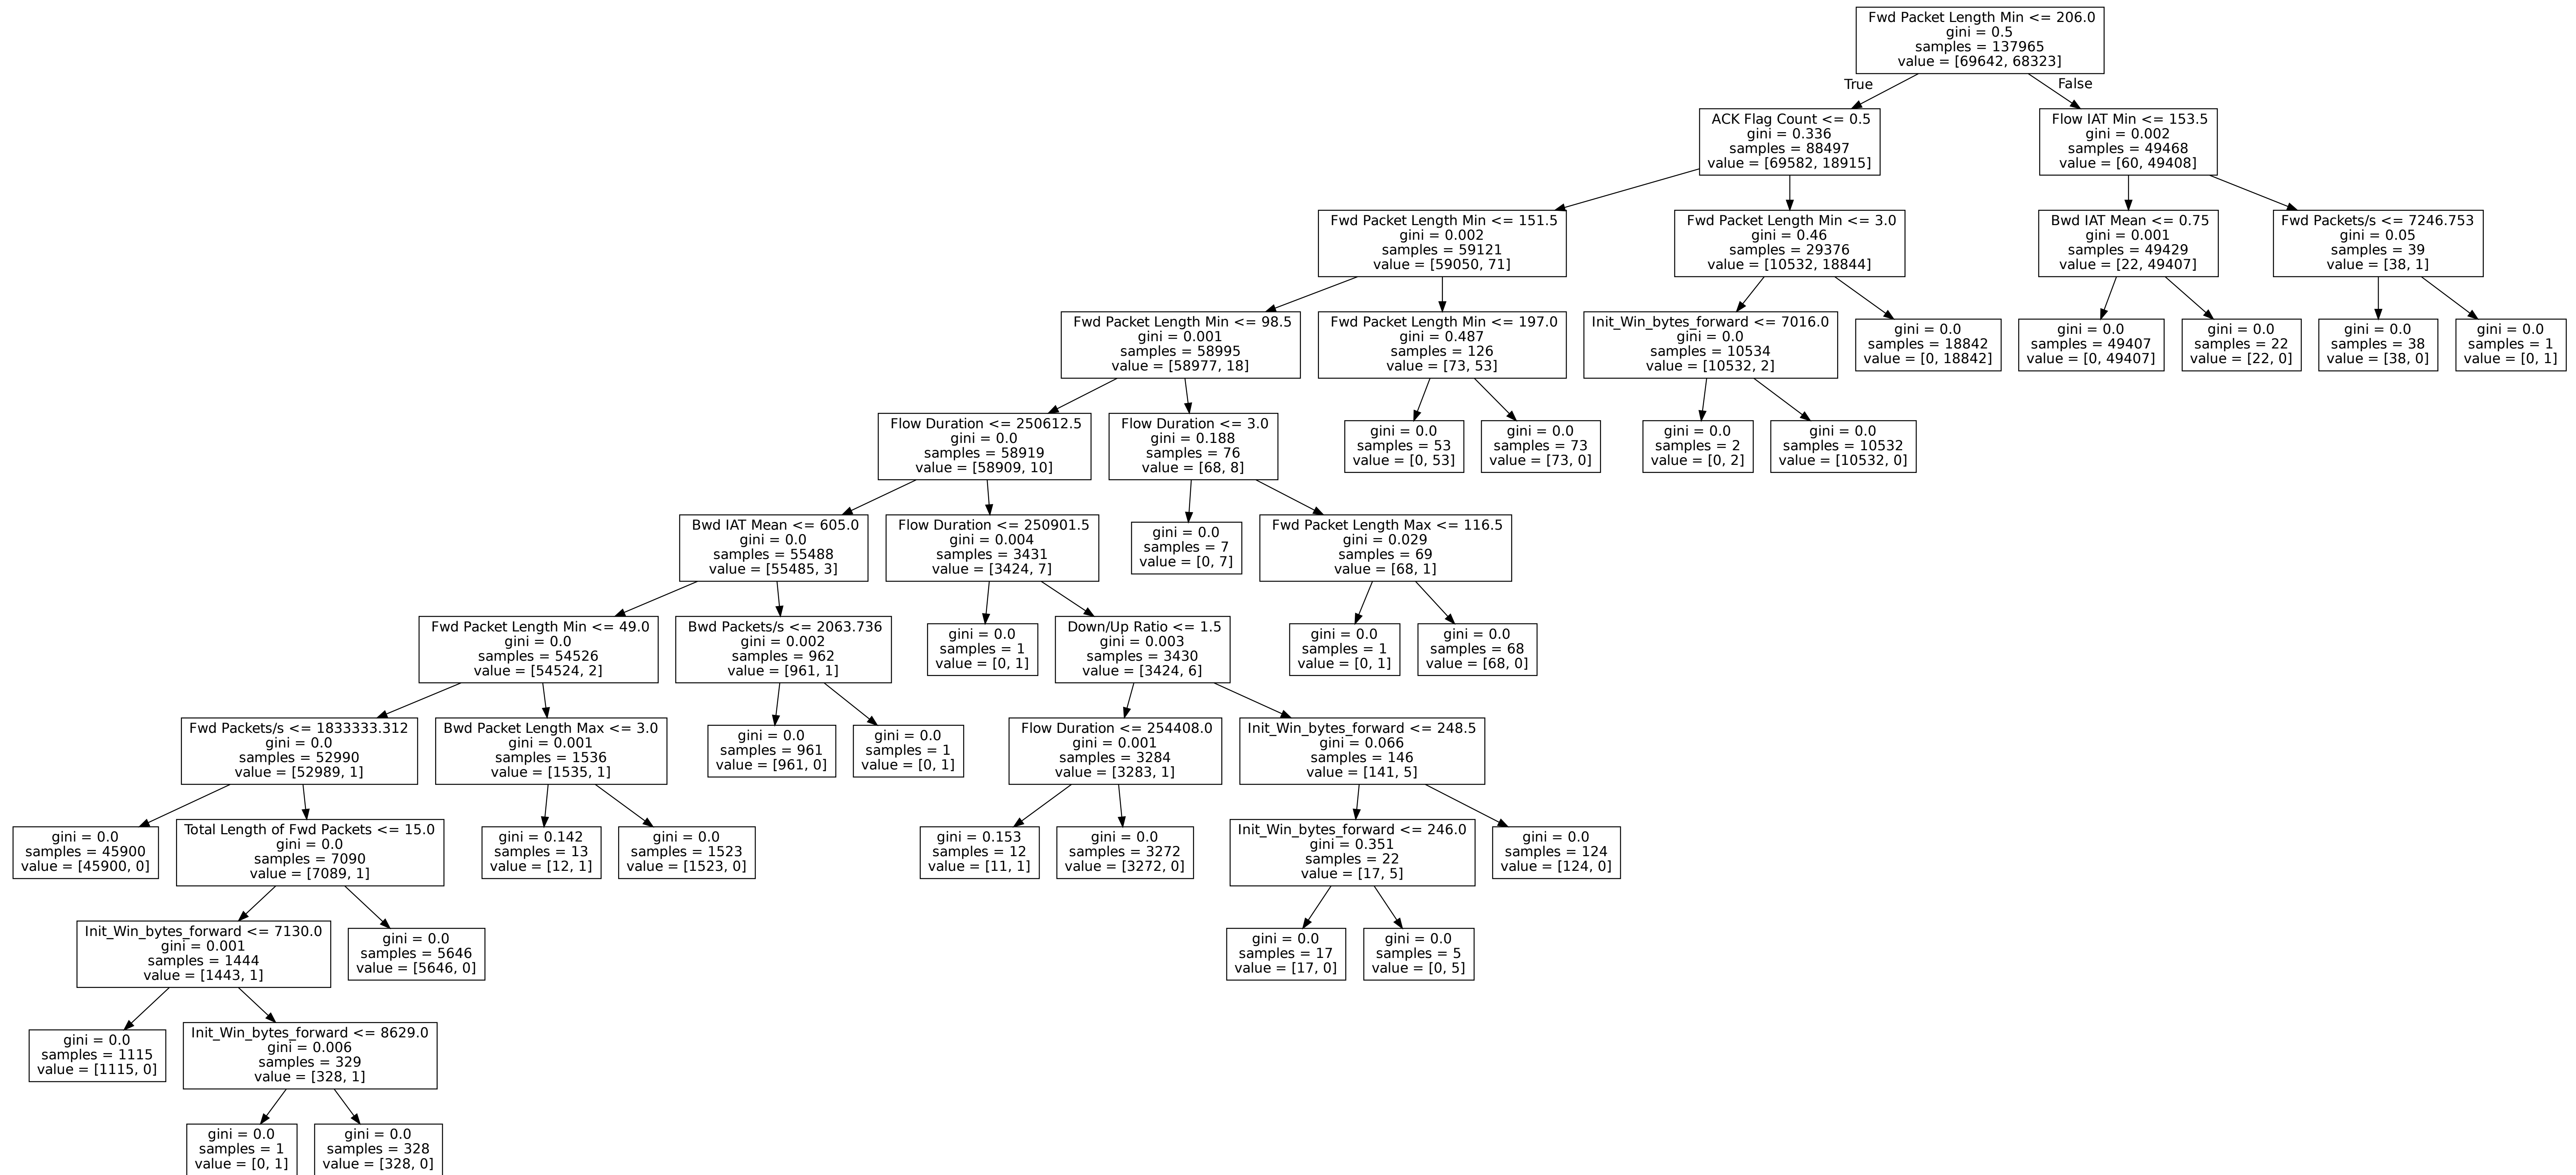 Fwd Packet Length Min <= 206.0
gini = 0.5
samples = 137965
value = [69642, 68323]
True
False
ACK Flag Count <= 0.5
gini = 0.336
samples = 88497
value = [69582, 18915]
Flow IAT Min <= 153.5
gini = 0.002
samples = 49468
value = [60, 49408]
Fwd Packet Length Min <= 151.5
gini = 0.002
samples = 59121
value = [59050, 71]
Fwd Packet Length Min <= 3.0
gini = 0.46
samples = 29376
value = [10532, 18844]
Bwd IAT Mean <= 0.75
gini = 0.001
samples = 49429
value = [22, 49407]
Fwd Packets/s <= 7246.753
gini = 0.05
samples = 39
value = [38, 1]
Fwd Packet Length Min <= 98.5
gini = 0.001
samples = 58995
value = [58977, 18]
Fwd Packet Length Min <= 197.0
gini = 0.487
samples = 126
value = [73, 53]
Init_Win_bytes_forward <= 7016.0
gini = 0.0
samples = 10534
value = [10532, 2]
gini = 0.0
samples = 18842
value = [0, 18842]
gini = 0.0
samples = 49407
value = [0, 49407]
gini = 0.0
samples = 22
value = [22, 0]
gini = 0.0
samples = 38
value = [38, 0]
gini = 0.0
samples = 1
value = [0, 1]
Flow Duration <= 250612.5
gini = 0.0
samples = 58919
value = [58909, 10]
Flow Duration <= 3.0
gini = 0.188
samples = 76
value = [68, 8]
gini = 0.0
samples = 53
value = [0, 53]
gini = 0.0
samples = 73
value = [73, 0]
gini = 0.0
samples = 2
value = [0, 2]
gini = 0.0
samples = 10532
value = [10532, 0]
Bwd IAT Mean <= 605.0
gini = 0.0
samples = 55488
value = [55485, 3]
Flow Duration <= 250901.5
gini = 0.004
samples = 3431
value = [3424, 7]
gini = 0.0
samples = 7
value = [0, 7]
Fwd Packet Length Max <= 116.5
gini = 0.029
samples = 69
value = [68, 1]
Fwd Packet Length Min <= 49.0
gini = 0.0
samples = 54526
value = [54524, 2]
Bwd Packets/s <= 2063.736
gini = 0.002
samples = 962
value = [961, 1]
gini = 0.0
samples = 1
value = [0, 1]
Down/Up Ratio <= 1.5
gini = 0.003
samples = 3430
value = [3424, 6]
gini = 0.0
samples = 1
value = [0, 1]
gini = 0.0
samples = 68
value = [68, 0]
Fwd Packets/s <= 1833333.312
gini = 0.0
samples = 52990
value = [52989, 1]
Bwd Packet Length Max <= 3.0
gini = 0.001
samples = 1536
value = [1535, 1]
gini = 0.0
samples = 961
value = [961, 0]
gini = 0.0
samples = 1
value = [0, 1]
Flow Duration <= 254408.0
gini = 0.001
samples = 3284
value = [3283, 1]
Init_Win_bytes_forward <= 248.5
gini = 0.066
samples = 146
value = [141, 5]
gini = 0.0
samples = 45900
value = [45900, 0]
Total Length of Fwd Packets <= 15.0
gini = 0.0
samples = 7090
value = [7089, 1]
gini = 0.142
samples = 13
value = [12, 1]
gini = 0.0
samples = 1523
value = [1523, 0]
gini = 0.153
samples = 12
value = [11, 1]
gini = 0.0
samples = 3272
value = [3272, 0]
Init_Win_bytes_forward <= 246.0
gini = 0.351
samples = 22
value = [17, 5]
gini = 0.0
samples = 124
value = [124, 0]
Init_Win_bytes_forward <= 7130.0
gini = 0.001
samples = 1444
value = [1443, 1]
gini = 0.0
samples = 5646
value = [5646, 0]
gini = 0.0
samples = 17
value = [17, 0]
gini = 0.0
samples = 5
value = [0, 5]
gini = 0.0
samples = 1115
value = [1115, 0]
Init_Win_bytes_forward <= 8629.0
gini = 0.006
samples = 329
value = [328, 1]
gini = 0.0
samples = 1
value = [0, 1]
gini = 0.0
samples = 328
value = [328, 0]